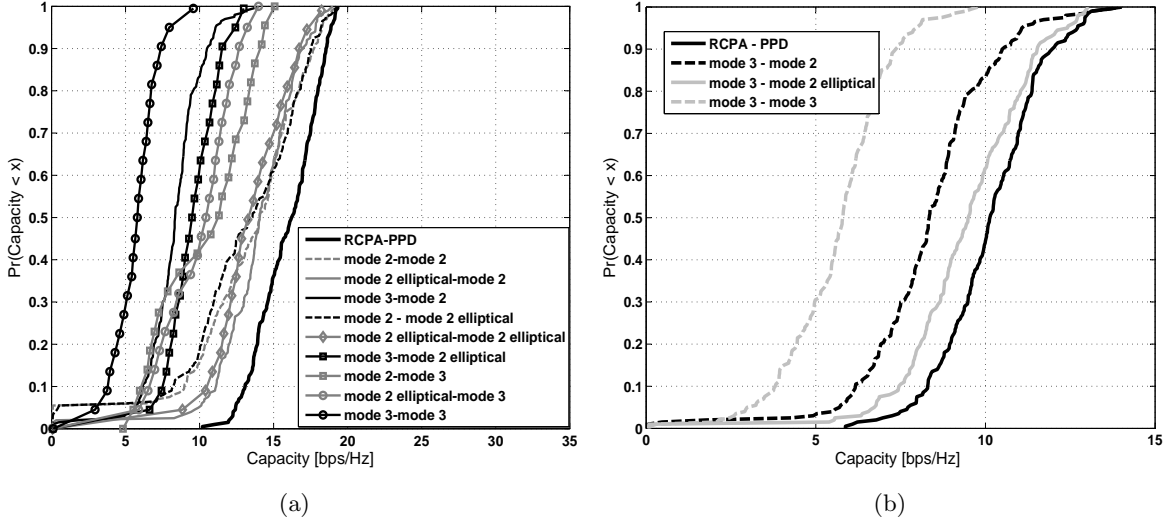 1
0.9
0.8
0.7
0.6
0.5
0.4
0.3
0.2
0.1
0
Pr(Capacity < x)
RCPA-PPD
mode 2-mode 2
mode 2 elliptical-mode 2
mode 3-mode 2
mode 2 - mode 2 elliptical
mode 2 elliptical-mode 2 elliptical
mode 3-mode 2 elliptical
mode 2-mode 3
mode 2 elliptical-mode 3
mode 3-mode 3
0 5 10 15 20 25 30 35
Capacity [bps/Hz]
(a)
1
0.9
0.8
0.7
0.6
0.5
0.4
0.3
0.2
0.1
0
Pr(Capacity < x)
RCPA - PPD
mode 3 - mode 2
mode 3 - mode 2 elliptical
mode 3 - mode 3
0 5 10 15
Capacity [bps/Hz]
(b)